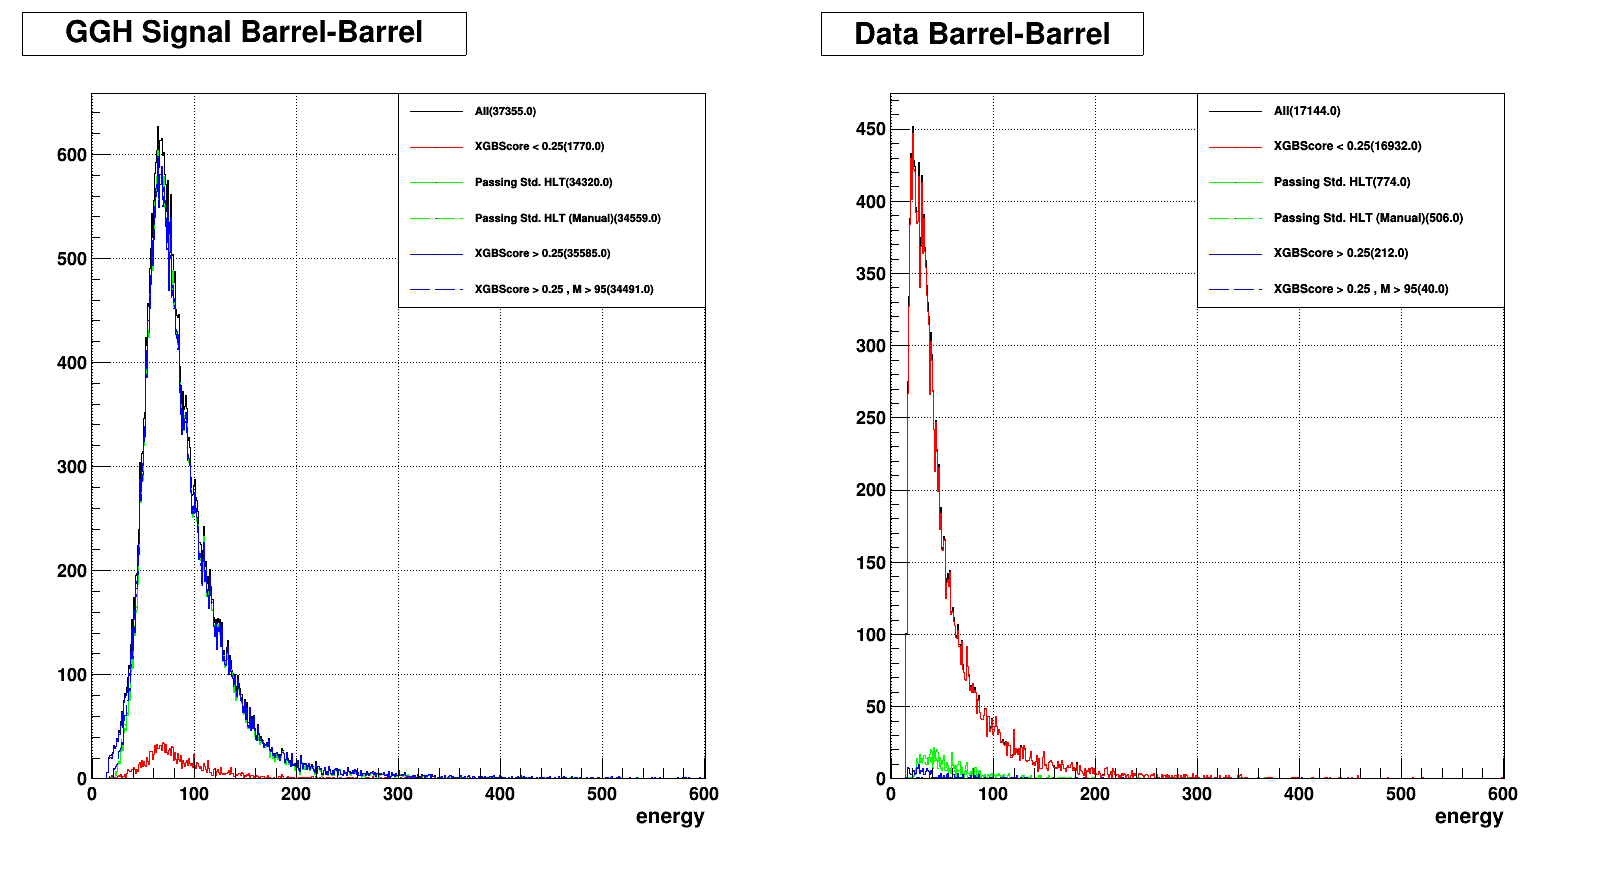 GGH Signal Barrel-Barrel
All(37355.0)
XGBScore < 0.25(1770.0)
Passing Std. HLT(34320.0)
Passing Std. HLT (Manual)(34559.0)
XGBScore > 0.25(35585.0)
XGBScore > 0.25 , M > 95(34491.0)
600
500
400
300
200
100
0
0 100 200 300 400 500 600
energy
Data Barrel-Barrel
All(17144.0)
XGBScore < 0.25(16932.0)
Passing Std. HLT(774.0)
Passing Std. HLT (Manual)(506.0)
XGBScore > 0.25(212.0)
XGBScore > 0.25 , M > 95(40.0)
450
400
350
300
250
200
150
100
50
0
0 100 200 300 400 500 600
energy